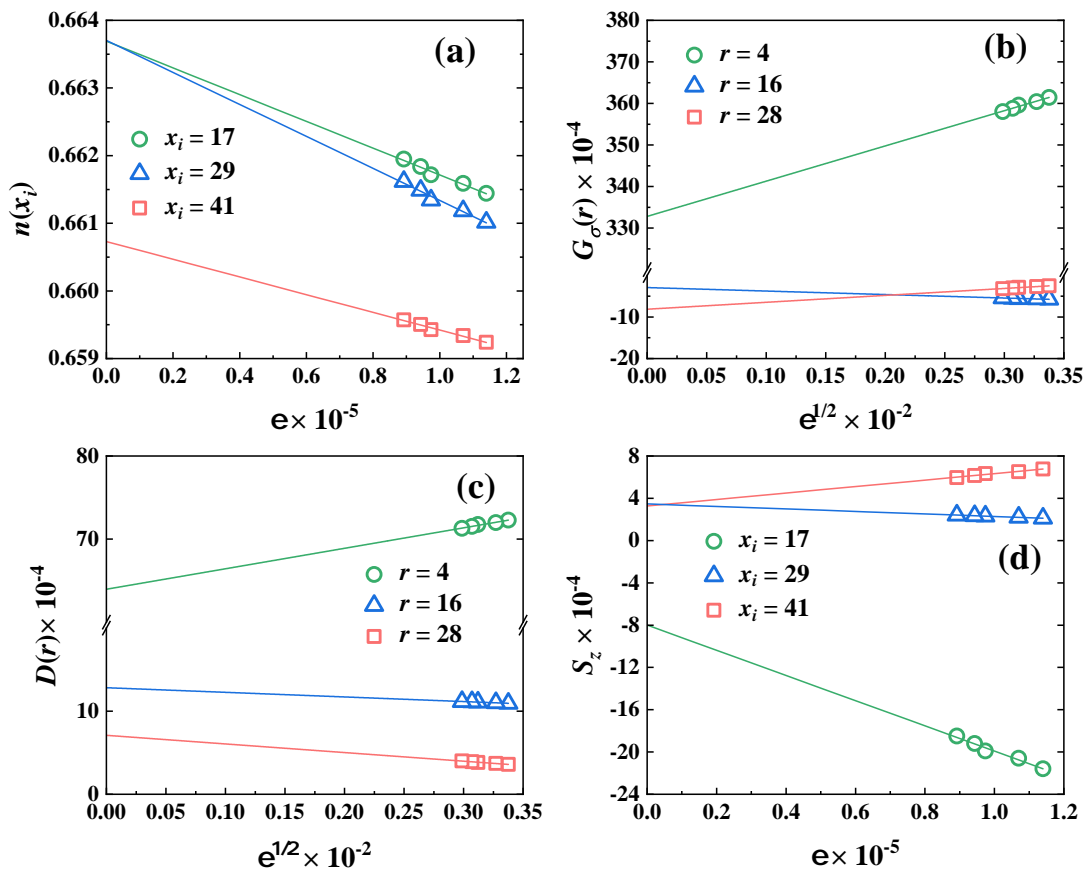 (a)
0.664
0.663
0.662
0.661
0.660
0.659
n(xᵢ)
xᵢ = 17
xᵢ = 29
xᵢ = 41
0.0 0.2 0.4 0.6 0.8 1.0 1.2
e × 10⁻⁵
(b)
380
370
360
350
340
330
-10
-20
G_σ(r) × 10⁻⁴
r = 4
r = 16
r = 28
0.00 0.05 0.10 0.15 0.20 0.25 0.30 0.35
e^1/2 × 10⁻²
(c)
80
70
10
0
D(r) × 10⁻⁴
r = 4
r = 16
r = 28
0.00 0.05 0.10 0.15 0.20 0.25 0.30 0.35
e^1/2 × 10⁻²
(d)
8
4
0
-4
-8
-12
-16
-20
-24
S_z × 10⁻⁴
xᵢ = 17
xᵢ = 29
xᵢ = 41
0.0 0.2 0.4 0.6 0.8 1.0 1.2
e × 10⁻⁵